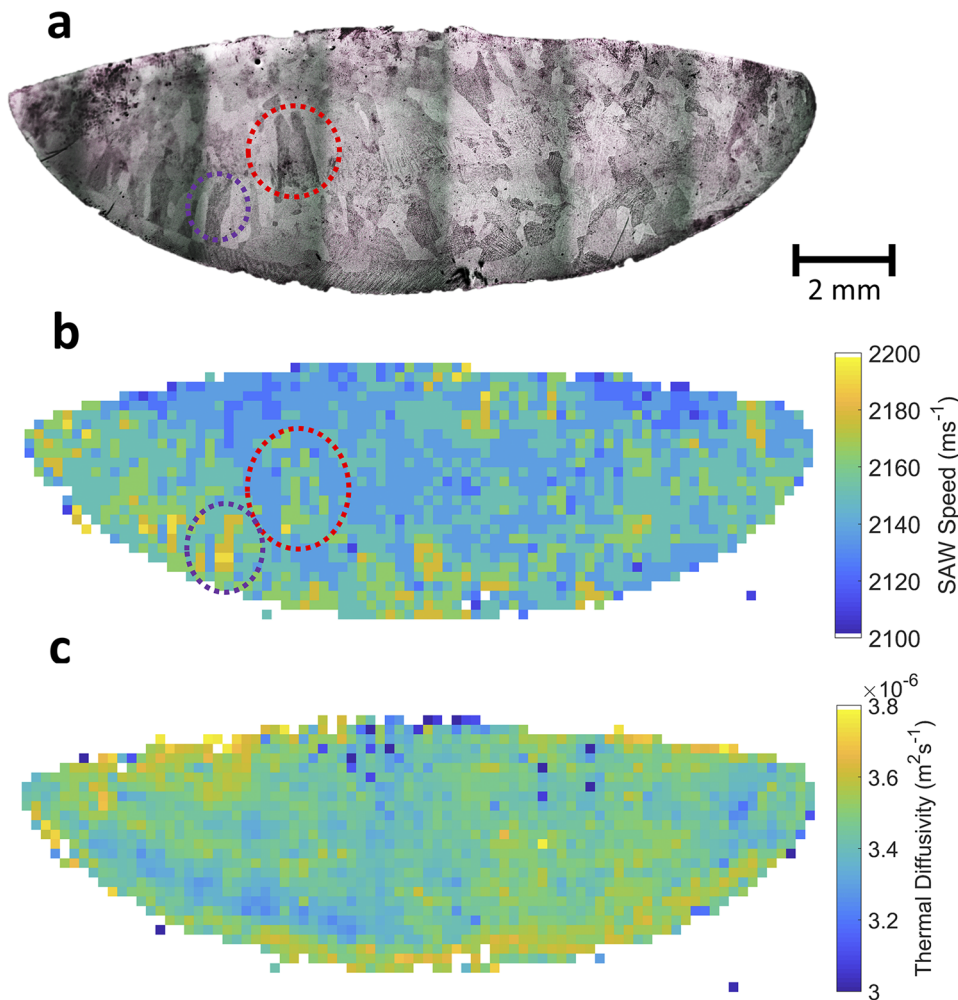 a
2 mm
b
2200
2180
2160
2140
2120
2100
SAW Speed (ms⁻¹)
c
×10⁻⁶
3.8
3.6
3.4
3.2
3
Thermal Diffusivity (m²s⁻¹)